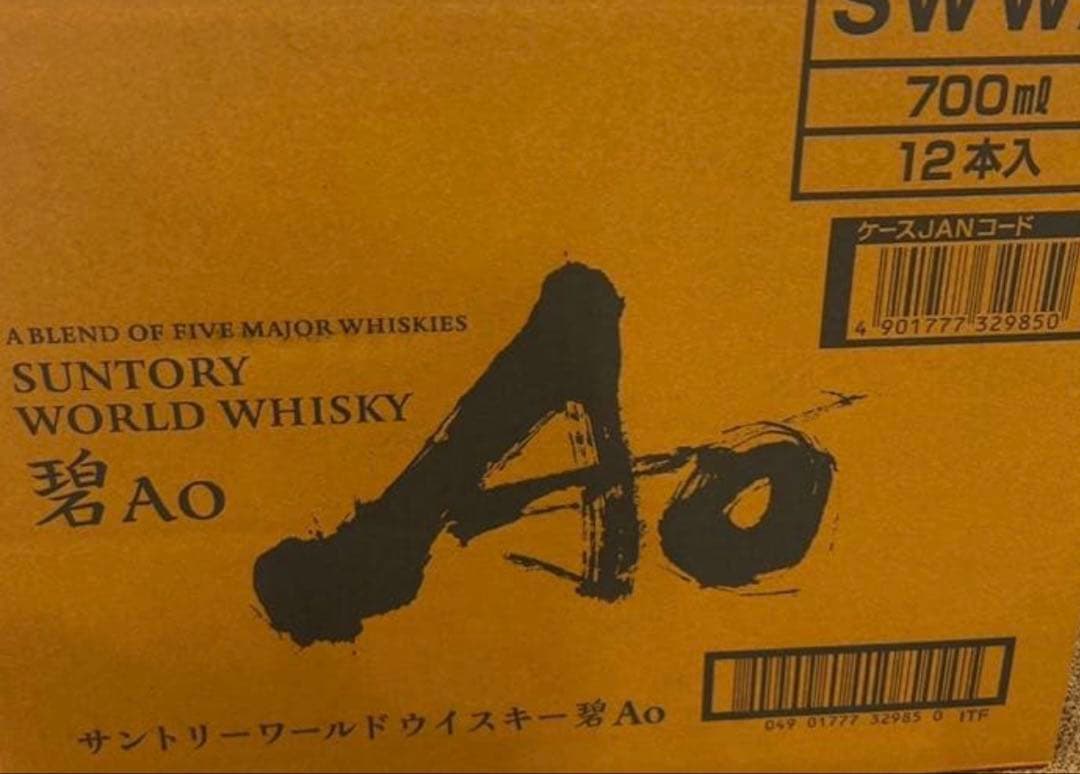 700ml
12本入
ケースJANコード
4 901777 329850
A BLEND OF FIVE MAJOR WHISKIES
SUNTORY
WORLD WHISKY
碧 AO
Ao
サントリーワールドウイスキー碧Ao
049 01777 32985 0 ITF